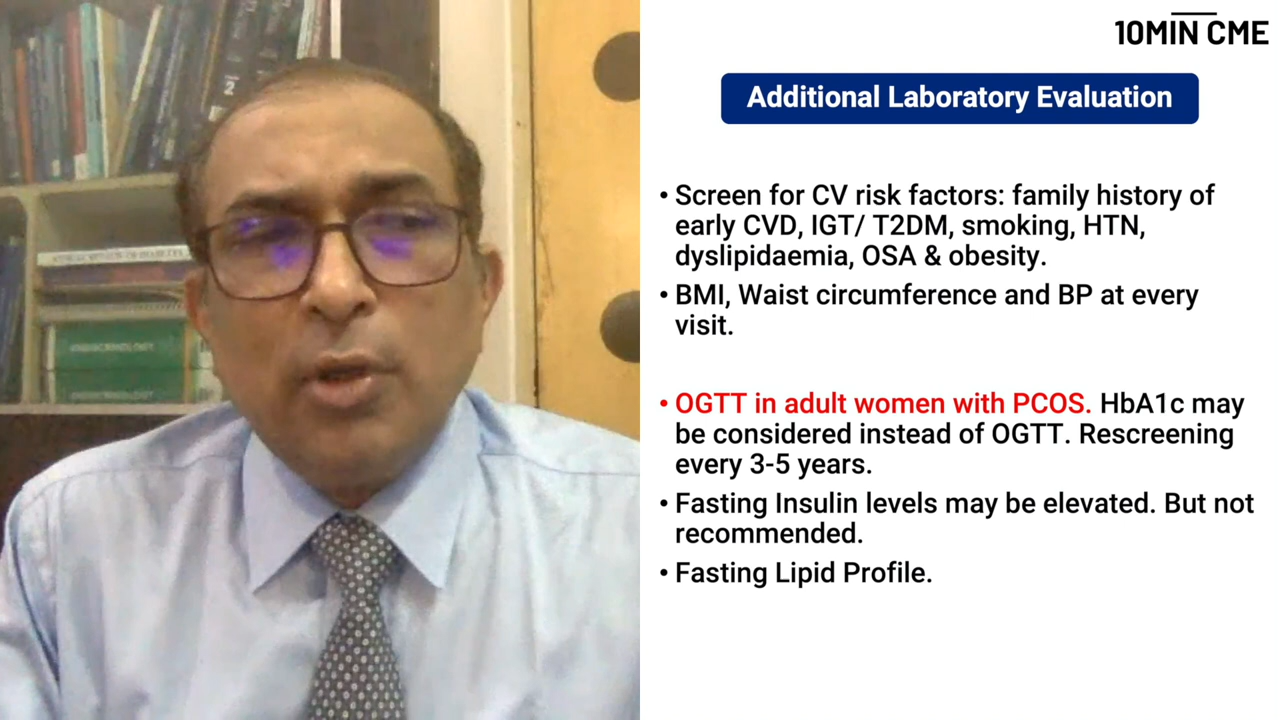 10MIN CME
Additional Laboratory Evaluation
• Screen for CV risk factors: family history of
early CVD, IGT/ T2DM, smoking, HTN,
dyslipidaemia, OSA & obesity.
• BMI, Waist circumference and BP at every
visit.
• OGTT in adult women with PCOS. HbA1c may
be considered instead of OGTT. Rescreening
every 3-5 years.
• Fasting Insulin levels may be elevated. But not
recommended.
• Fasting Lipid Profile.
2
ENDOCRINOLOGY